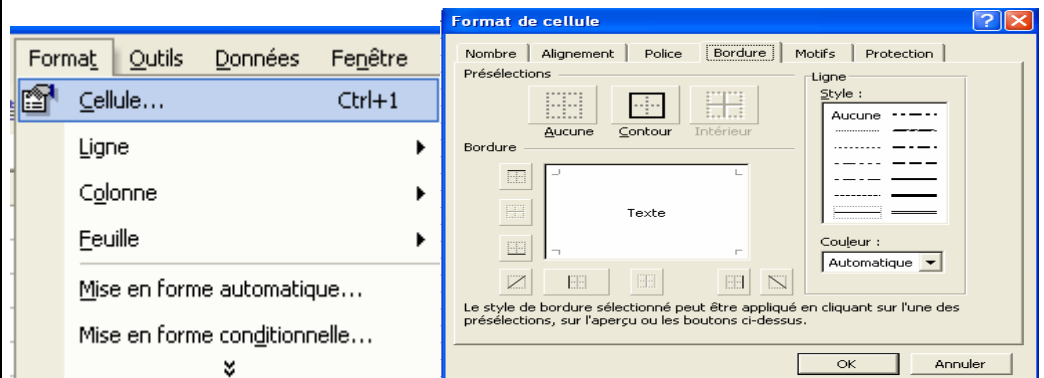 Format Outils Données Fenêtre
Cellule... Ctrl+1
Ligne
Colonne
Feuille
Mise en forme automatique...
Mise en forme conditionnelle...
Format de cellule
Nombre Alignement Police Bordure Motifs Protection
Présélections
Aucune Contour Intérieur
Bordure
Texte
Ligne
Style :
Aucune
Couleur :
Automatique
Le style de bordure sélectionné peut être appliqué en cliquant sur l'une des
présélections, sur l'aperçu ou les boutons ci-dessus.
OK Annuler